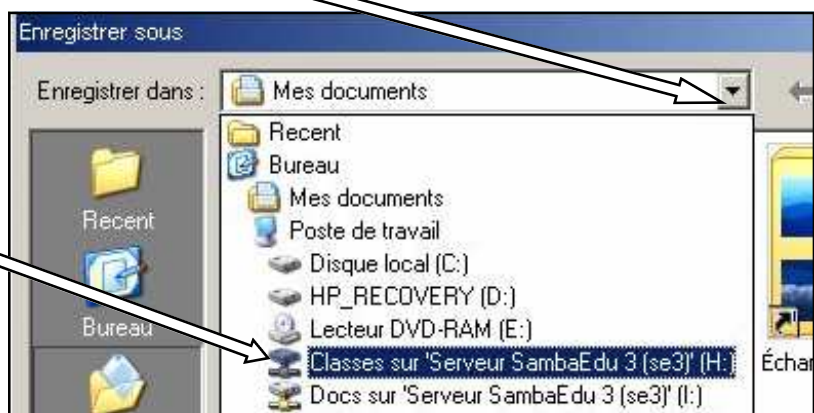 Enregistrer sous
Enregistrer dans : Mes documents
Recent
Bureau
Mes documents
Poste de travail
Disque local (C:)
HP_RECOVERY (D:)
Lecteur DVD-RAM (E:)
Classes sur 'Serveur SambaEdu 3 (se3)' (H:)
Docs sur 'Serveur SambaEdu 3 (se3)' (I:)
Recent
Bureau
Échar